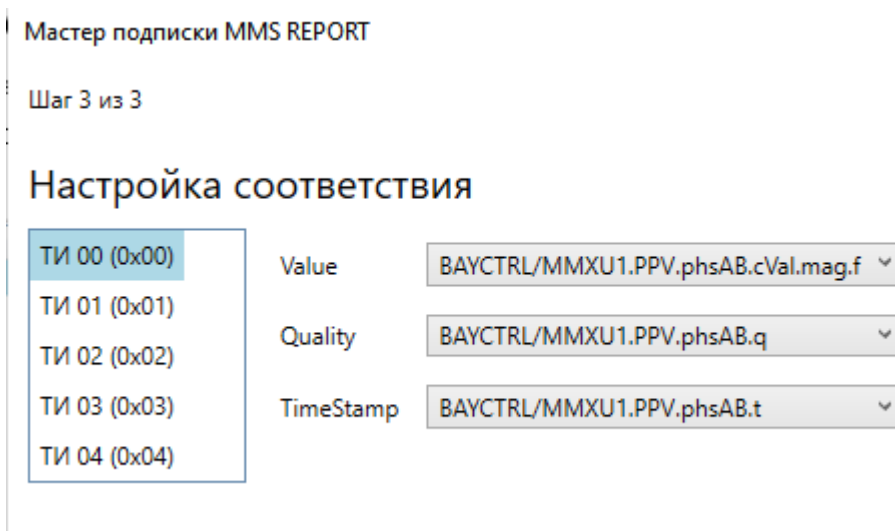 Мастер подписки MMS REPORT
Шаг 3 из 3
Настройка соответствия
ТИ 00 (0x00)
ТИ 01 (0x01)
ТИ 02 (0x02)
ТИ 03 (0x03)
ТИ 04 (0x04)
Value BAYCTRL/MMXU1.PPV.phsAB.cVal.mag.f
Quality BAYCTRL/MMXU1.PPV.phsAB.q
TimeStamp BAYCTRL/MMXU1.PPV.phsAB.t